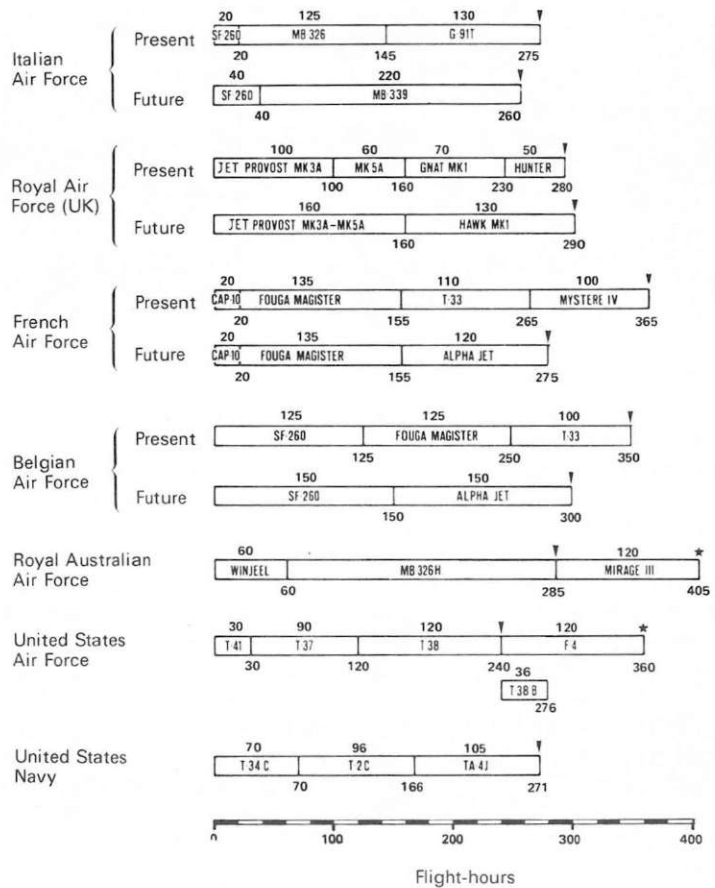 20 125 130
Italian Air Force
Present SF 260 MB 326 G 91T
20 145 275
40 220
Future SF 260 MB 339
40 260
100 60 70 50
Royal Air Force (UK)
Present JET PROVOST MK3A MK 5A GNAT MK1 HUNTER
100 160 230 280
160 130
Future JET PROVOST MK3A-MK5A HAWK MK1
160 290
20 135 110 100
French Air Force
Present CAP·10 FOUGA MAGISTER T·33 MYSTERE IV
20 155 265 365
20 135 120
Future CAP 10 FOUGA MAGISTER ALPHA JET
20 155 275
125 125 100
Belgian Air Force
Present SF·260 FOUGA MAGISTER T·33
125 250 350
150 150
Future SF 260 ALPHA JET
150 300
60 120 *
Royal Australian Air Force
WINJEEL MB 326H MIRAGE III
60 285 405
30 90 120 120 *
United States Air Force
T·41 T 37 T 38 F 4
30 120 240 360
36
T 38 B
276
70 96 105
United States Navy
T 34 C T 2C TA 4J
70 166 271
0 100 200 300 400
Flight-hours